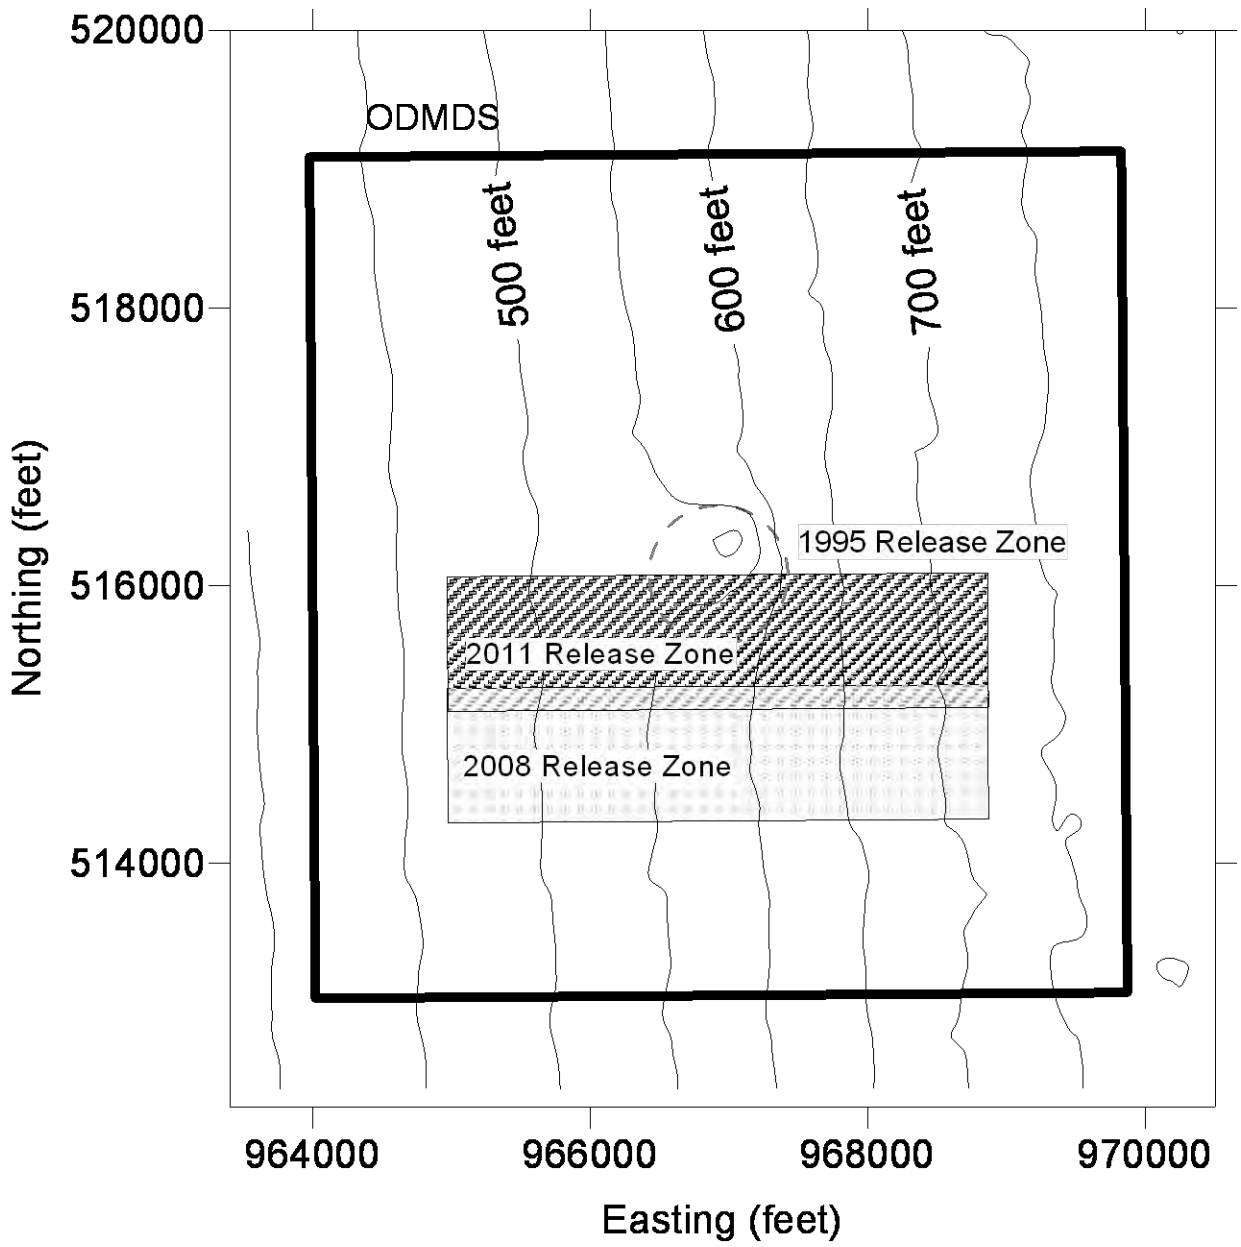 520000
ODMDS
500 feet
600 feet
700 feet
518000
1995 Release Zone
516000
2011 Release Zone
2008 Release Zone
514000
Northing (feet)
964000
966000
968000
970000
Easting (feet)